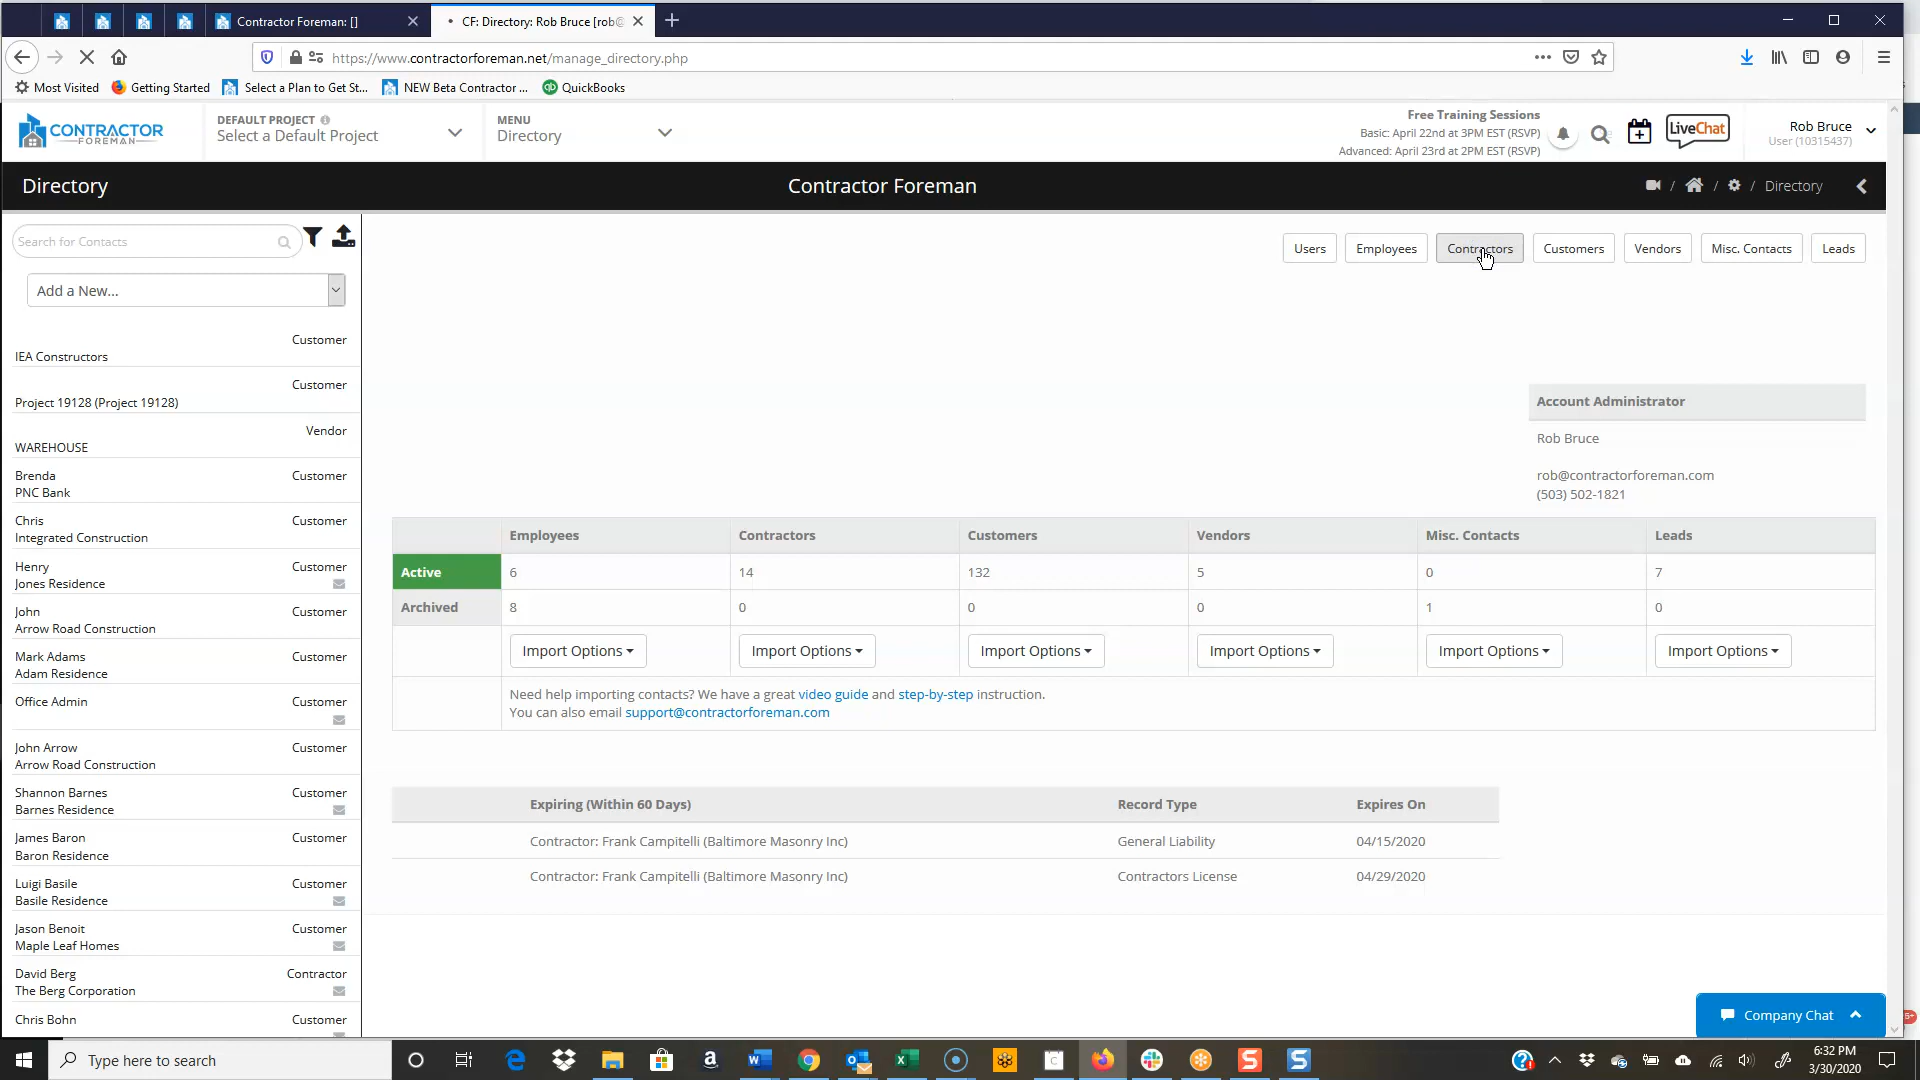 Contractor Foreman: []
CF: Directory: Rob Bruce [rob@
https://www.contractorforeman.net/manage_directory.php
Most Visited
Getting Started
Select a Plan to Get St...
NEW Beta Contractor ...
QuickBooks
CONTRACTOR
FOREMAN
DEFAULT PROJECT
Select a Default Project
MENU
Directory
Free Training Sessions
Basic: April 22nd at 3PM EST (RSVP)
Advanced: April 23rd at 2PM EST (RSVP)
LiveChat
Rob Bruce
User (10315437)
Directory
Contractor Foreman
/ / / Directory
Search for Contacts
Add a New...
Users
Employees
Contractors
Customers
Vendors
Misc. Contacts
Leads
Customer
IEA Constructors
Customer
Project 19128 (Project 19128)
Vendor
WAREHOUSE
Brenda Customer
PNC Bank
Chris Customer
Integrated Construction
Henry Customer
Jones Residence
John Customer
Arrow Road Construction
Mark Adams Customer
Adam Residence
Office Admin Customer
John Arrow Customer
Arrow Road Construction
Shannon Barnes Customer
Barnes Residence
James Baron Customer
Baron Residence
Luigi Basile Customer
Basile Residence
Jason Benoit Customer
Maple Leaf Homes
David Berg Contractor
The Berg Corporation
Chris Bohn Customer
Account Administrator
Rob Bruce
rob@contractorforeman.com
(503) 502-1821
Employees Contractors Customers Vendors Misc. Contacts Leads
Active 6 14 132 5 0 7
Archived 8 0 0 0 1 0
Import Options Import Options Import Options Import Options Import Options Import Options
Need help importing contacts? We have a great video guide and step-by-step instruction.
You can also email support@contractorforeman.com
Expiring (Within 60 Days) Record Type Expires On
Contractor: Frank Campitelli (Baltimore Masonry Inc) General Liability 04/15/2020
Contractor: Frank Campitelli (Baltimore Masonry Inc) Contractors License 04/29/2020
Company Chat
Type here to search
6:32 PM
3/30/2020